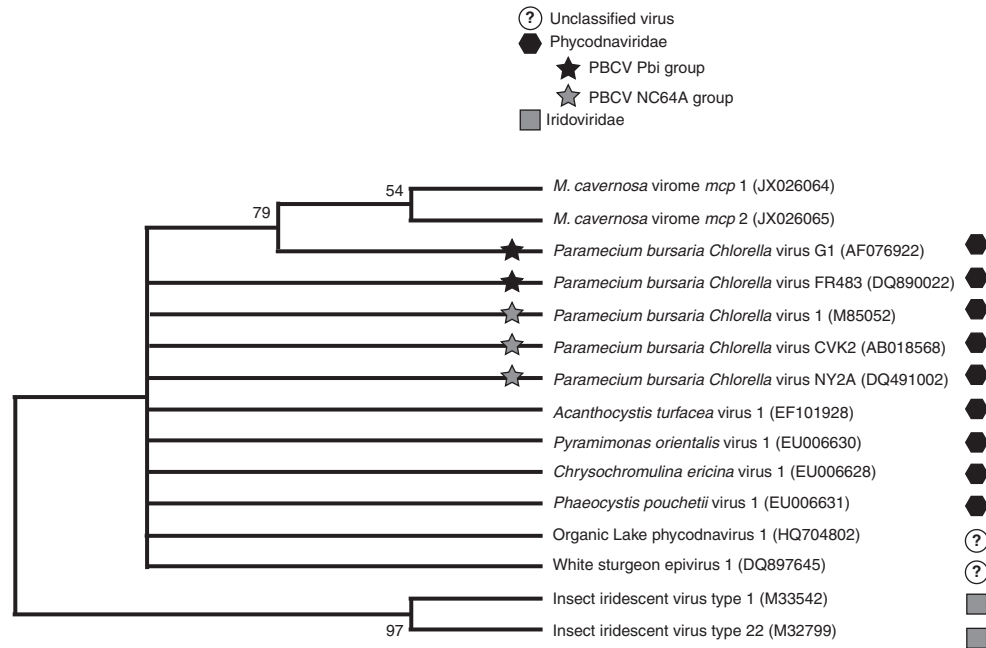 ? Unclassified virus
Phycodnaviridae
PBCV Pbi group
PBCV NC64A group
Iridoviridae
54
M. cavernosa virome mcp 1 (JX026064)
79
M. cavernosa virome mcp 2 (JX026065)
Paramecium bursaria Chlorella virus G1 (AF076922)
Paramecium bursaria Chlorella virus FR483 (DQ890022)
Paramecium bursaria Chlorella virus 1 (M85052)
Paramecium bursaria Chlorella virus CVK2 (AB018568)
Paramecium bursaria Chlorella virus NY2A (DQ491002)
Acanthocystis turfacea virus 1 (EF101928)
Pyramimonas orientalis virus 1 (EU006630)
Chrysochromulina ericina virus 1 (EU006628)
Phaeocystis pouchetii virus 1 (EU006631)
Organic Lake phycodnavirus 1 (HQ704802) ?
White sturgeon epivirus 1 (DQ897645) ?
Insect iridescent virus type 1 (M33542)
97
Insect iridescent virus type 22 (M32799)